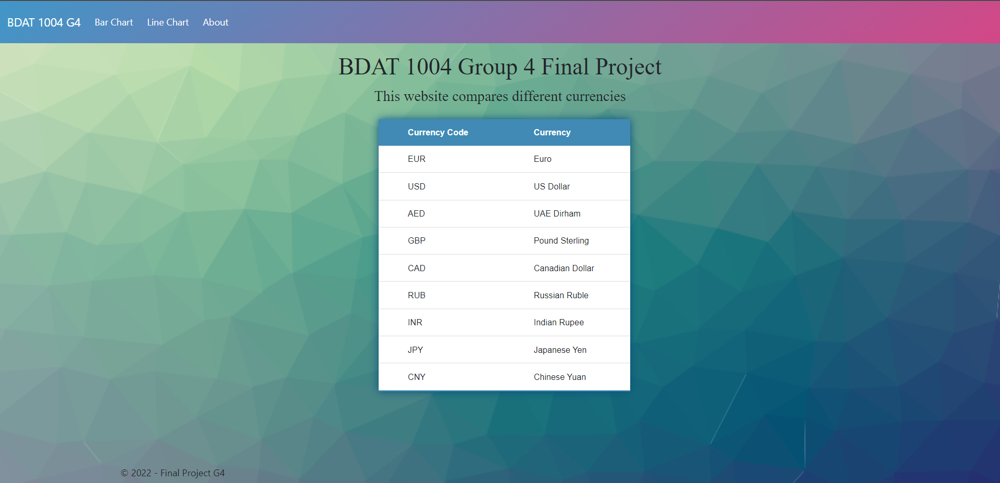 BDAT 1004 G4 Bar Chart Line Chart About
BDAT 1004 Group 4 Final Project
This website compares different currencies
Currency Code Currency
EUR Euro
USD US Dollar
AED UAE Dirham
GBP Pound Sterling
CAD Canadian Dollar
RUB Russian Ruble
INR Indian Rupee
JPY Japanese Yen
CNY Chinese Yuan
© 2022 - Final Project G4